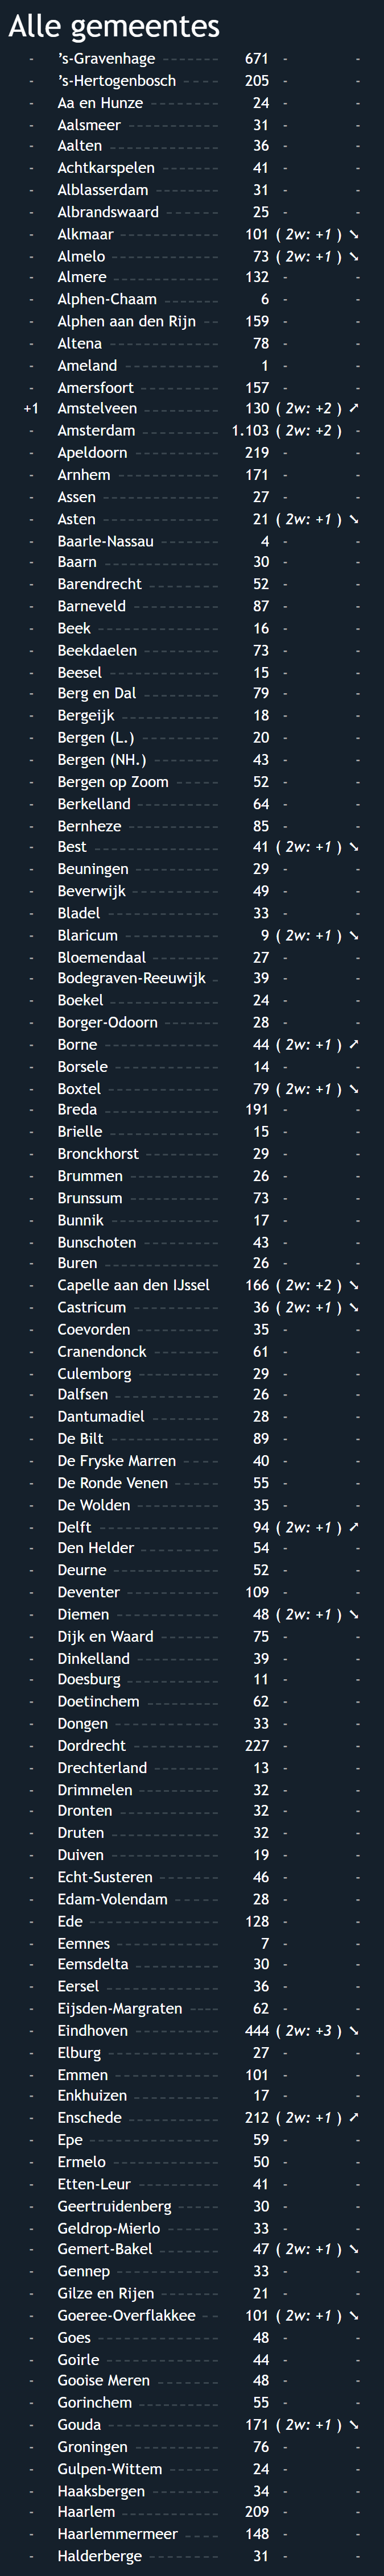 Alle gemeentes
- 's-Gravenhage 671 - -
- 's-Hertogenbosch 205 - -
- Aa en Hunze 24 - -
- Aalsmeer 31 - -
- Aalten 36 - -
- Achtkarspelen 41 - -
- Alblasserdam 31 - -
- Albrandswaard 25 - -
- Alkmaar 101 ( 2w: +1 ) ➘
- Almelo 73 ( 2w: +1 ) ➘
- Almere 132 - -
- Alphen-Chaam 6 - -
- Alphen aan den Rijn 159 - -
- Altena 78 - -
- Ameland 1 - -
- Amersfoort 157 - -
+1 Amstelveen 130 ( 2w: +2 ) ➚
- Amsterdam 1.103 ( 2w: +2 ) -
- Apeldoorn 219 - -
- Arnhem 171 - -
- Assen 27 - -
- Asten 21 ( 2w: +1 ) ➘
- Baarle-Nassau 4 - -
- Baarn 30 - -
- Barendrecht 52 - -
- Barneveld 87 - -
- Beek 16 - -
- Beekdaelen 73 - -
- Beesel 15 - -
- Berg en Dal 79 - -
- Bergeijk 18 - -
- Bergen (L.) 20 - -
- Bergen (NH.) 43 - -
- Bergen op Zoom 52 - -
- Berkelland 64 - -
- Bernheze 85 - -
- Best 41 ( 2w: +1 ) ➘
- Beuningen 29 - -
- Beverwijk 49 - -
- Bladel 33 - -
- Blaricum 9 ( 2w: +1 ) ➘
- Bloemendaal 27 - -
- Bodegraven-Reeuwijk 39 - -
- Boekel 24 - -
- Borger-Odoorn 28 - -
- Borne 44 ( 2w: +1 ) ➚
- Borsele 14 - -
- Boxtel 79 ( 2w: +1 ) ➘
- Breda 191 - -
- Brielle 15 - -
- Bronckhorst 29 - -
- Brummen 26 - -
- Brunssum 73 - -
- Bunnik 17 - -
- Bunschoten 43 - -
- Buren 26 - -
- Capelle aan den IJssel 166 ( 2w: +2 ) ➘
- Castricum 36 ( 2w: +1 ) ➘
- Coevorden 35 - -
- Cranendonck 61 - -
- Culemborg 29 - -
- Dalfsen 26 - -
- Dantumadiel 28 - -
- De Bilt 89 - -
- De Fryske Marren 40 - -
- De Ronde Venen 55 - -
- De Wolden 35 - -
- Delft 94 ( 2w: +1 ) ➚
- Den Helder 54 - -
- Deurne 52 - -
- Deventer 109 - -
- Diemen 48 ( 2w: +1 ) ➘
- Dijk en Waard 75 - -
- Dinkelland 39 - -
- Doesburg 11 - -
- Doetinchem 62 - -
- Dongen 33 - -
- Dordrecht 227 - -
- Drechterland 13 - -
- Drimmelen 32 - -
- Dronten 32 - -
- Druten 32 - -
- Duiven 19 - -
- Echt-Susteren 46 - -
- Edam-Volendam 28 - -
- Ede 128 - -
- Eemnes 7 - -
- Eemsdelta 30 - -
- Eersel 36 - -
- Eijsden-Margraten 62 - -
- Eindhoven 444 ( 2w: +3 ) ➘
- Elburg 27 - -
- Emmen 101 - -
- Enkhuizen 17 - -
- Enschede 212 ( 2w: +1 ) ➚
- Epe 59 - -
- Ermelo 50 - -
- Etten-Leur 41 - -
- Geertruidenberg 30 - -
- Geldrop-Mierlo 33 - -
- Gemert-Bakel 47 ( 2w: +1 ) ➘
- Gennep 33 - -
- Gilze en Rijen 21 - -
- Goeree-Overflakkee 101 ( 2w: +1 ) ➘
- Goes 48 - -
- Goirle 44 - -
- Gooise Meren 48 - -
- Gorinchem 55 - -
- Gouda 171 ( 2w: +1 ) ➘
- Groningen 76 - -
- Gulpen-Wittem 24 - -
- Haaksbergen 34 - -
- Haarlem 209 - -
- Haarlemmermeer 148 - -
- Halderberge 31 - -